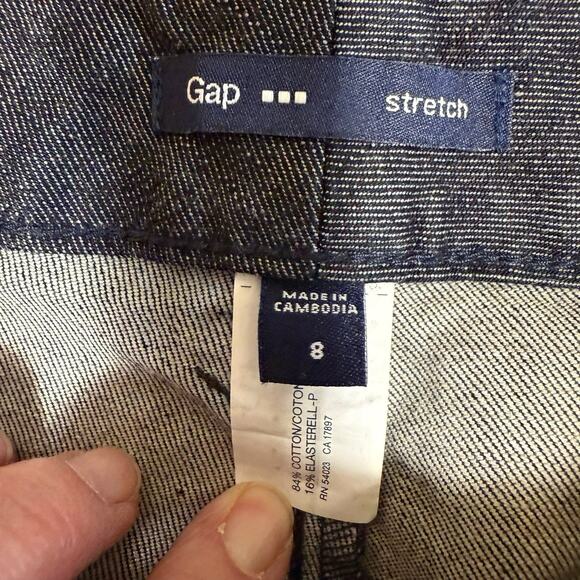 Gap stretch
MADE IN
CAMBODIA
8
84% COTTON/COTON
16% ELASTERELL-P
RN 54023 CA 17897